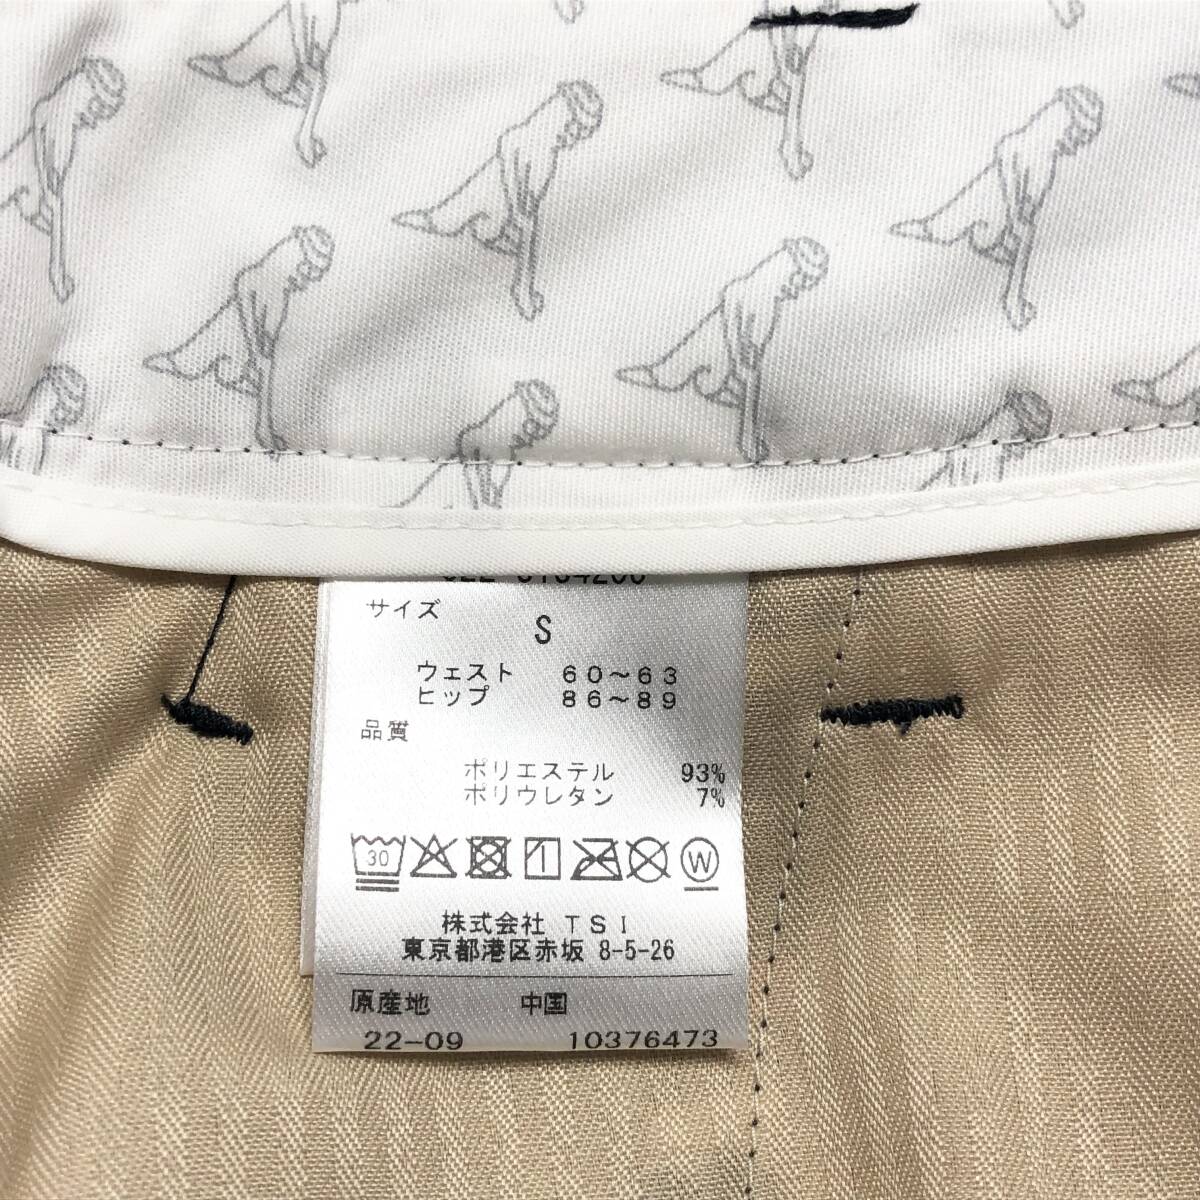 サイズ
S
ウェスト 60～63
ヒップ 86～89
品質
ポリエステル 93%
ポリウレタン 7%
30 W
株式会社 TSI
東京都港区赤坂 8-5-26
原産地 中国
22-09 10376473